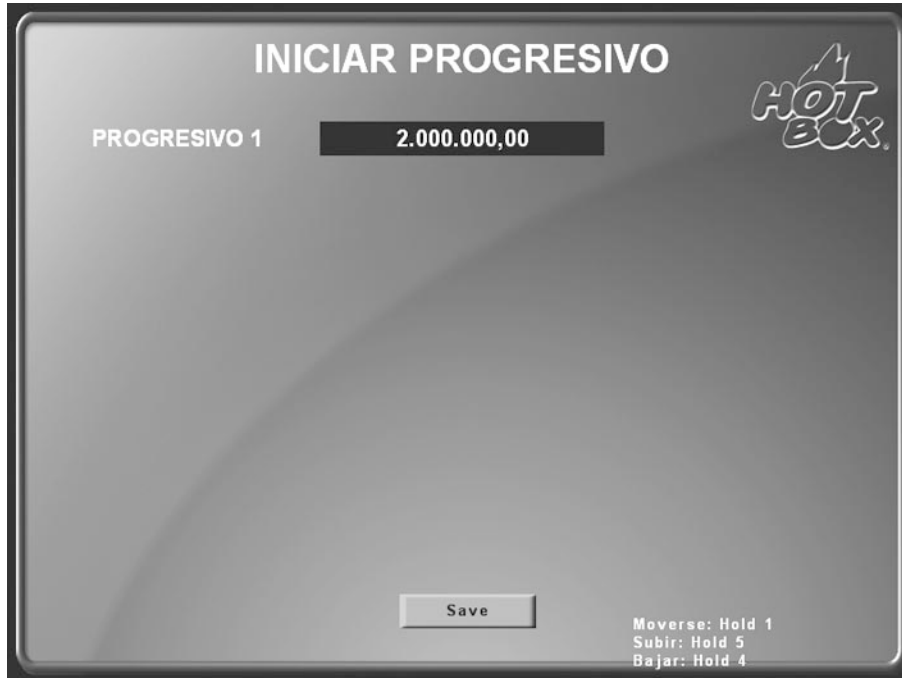 INICIAR PROGRESIVO
HOT
BOX®
PROGRESIVO 1 2.000.000,00
Save
Moverse: Hold 1
Subir: Hold 5
Bajar: Hold 4